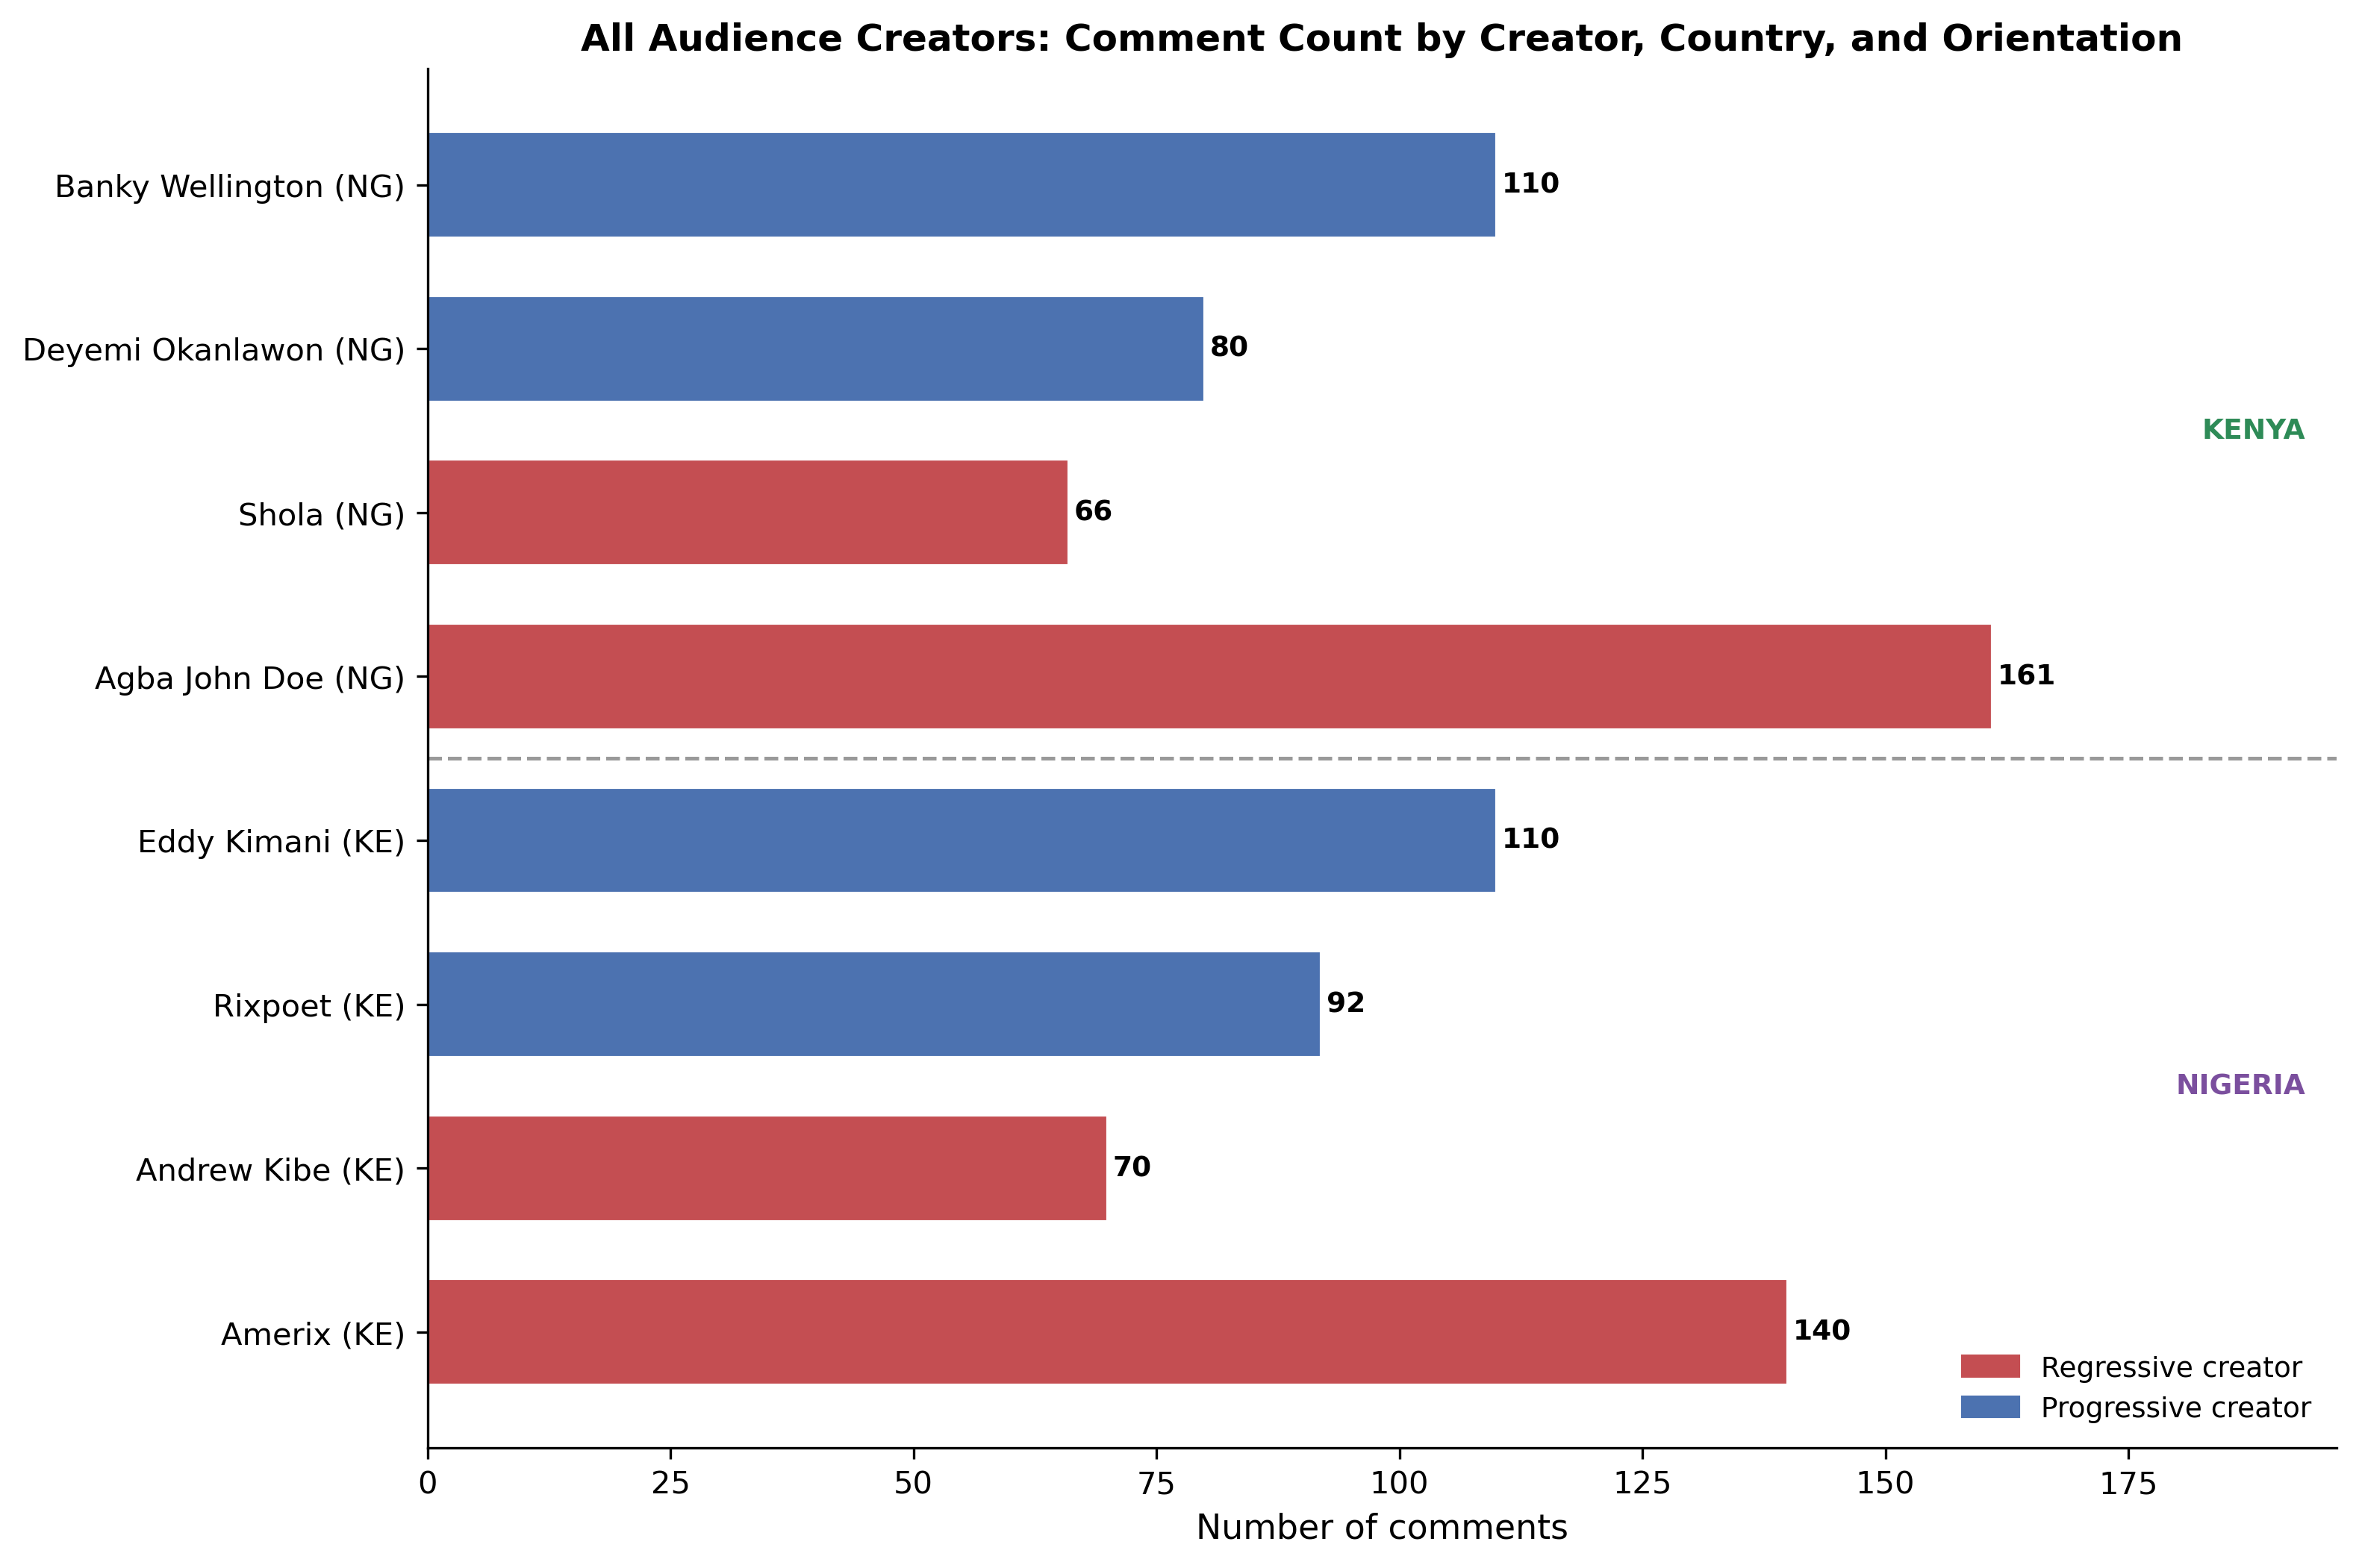 All Audience Creators: Comment Count by Creator, Country, and Orientation
Banky Wellington (NG)
110
Deyemi Okanlawon (NG)
80
KENYA
Shola (NG)
66
Agba John Doe (NG)
161
Eddy Kimani (KE)
110
Rixpoet (KE)
92
NIGERIA
Andrew Kibe (KE)
70
Amerix (KE)
140
Regressive creator
Progressive creator
0 25 50 75 100 125 150 175
Number of comments